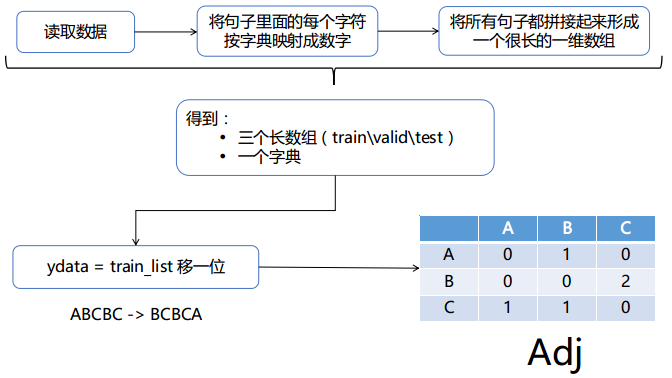 读取数据
将句子里面的每个字符
按字典映射成数字
将所有句子都拼接起来形成
一个很长的一维数组
得到：
• 三个长数组（train\valid\test）
• 一个字典
ydata = train_list 移一位
ABCBC -> BCBCA
A B C
A 0 1 0
B 0 0 2
C 1 1 0
Adj